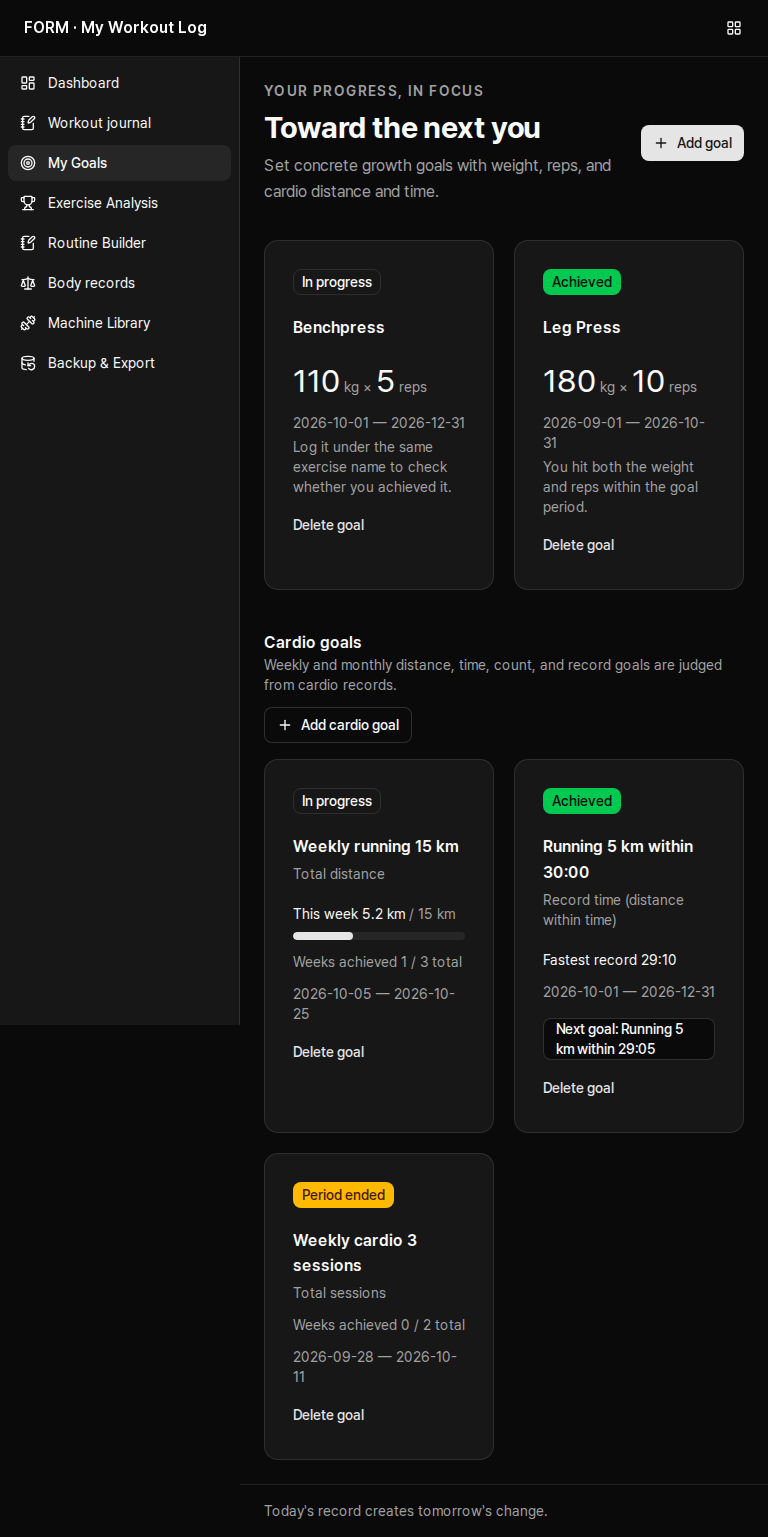 FORM · My Workout Log
Dashboard
Workout journal
My Goals
Exercise Analysis
Routine Builder
Body records
Machine Library
Backup & Export
YOUR PROGRESS, IN FOCUS
Toward the next you
Set concrete growth goals with weight, reps, and
cardio distance and time.
Add goal
In progress
Benchpress
110 kg × 5 reps
2026-10-01 — 2026-12-31
Log it under the same
exercise name to check
whether you achieved it.
Delete goal
Achieved
Leg Press
180 kg × 10 reps
2026-09-01 — 2026-10-
31
You hit both the weight
and reps within the goal
period.
Delete goal
Cardio goals
Weekly and monthly distance, time, count, and record goals are judged
from cardio records.
Add cardio goal
In progress
Weekly running 15 km
Total distance
This week 5.2 km / 15 km
Weeks achieved 1 / 3 total
2026-10-05 — 2026-10-
25
Delete goal
Achieved
Running 5 km within
30:00
Record time (distance
within time)
Fastest record 29:10
2026-10-01 — 2026-12-31
Next goal: Running 5
km within 29:05
Delete goal
Period ended
Weekly cardio 3
sessions
Total sessions
Weeks achieved 0 / 2 total
2026-09-28 — 2026-10-
11
Delete goal
Today's record creates tomorrow's change.